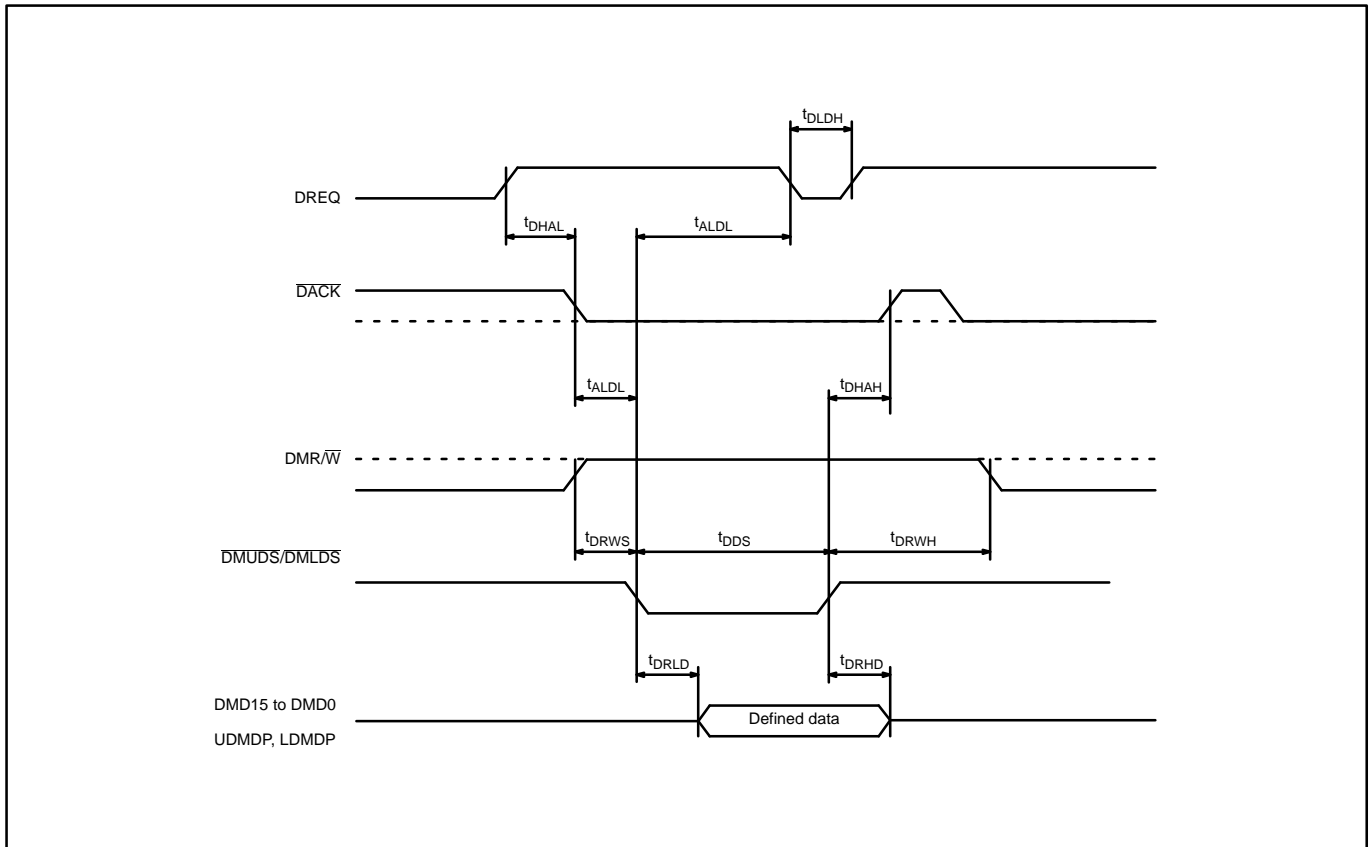 tDLDH
DREQ
tDHAL
tALDL
DACK
tALDL
tDHAH
DMR/W
tDRWS
tDDS
tDRWH
DMUDS/DMLDS
tDRLD
tDRHD
DMD15 to DMD0
Defined data
UDMDP, LDMDP